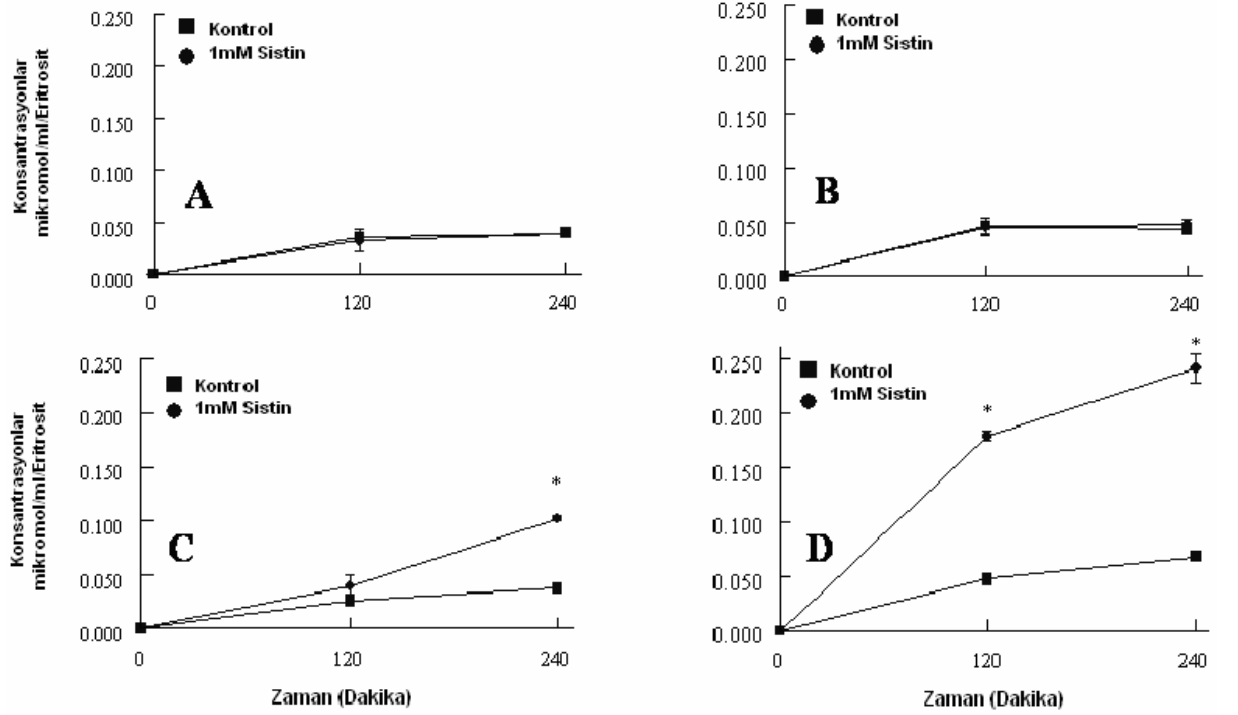 Konsantrasyonlar
mikromol/ml/Eritrosit
0.250
0.200
0.150
0.100
0.050
0.000
Kontrol
1mM Sistin
A
0
120
240
0.250
0.200
0.150
0.100
0.050
0.000
Kontrol
1mM Sistin
B
0
120
240
Konsantrasyonlar
mikromol/ml/Eritrosit
0.250
0.200
0.150
0.100
0.050
0.000
Kontrol
1mM Sistin
*
C
0
120
240
Zaman (Dakika)
0.250
0.200
0.150
0.100
0.050
0.000
Kontrol
1mM Sistin
*
*
D
0
120
240
Zaman (Dakika)